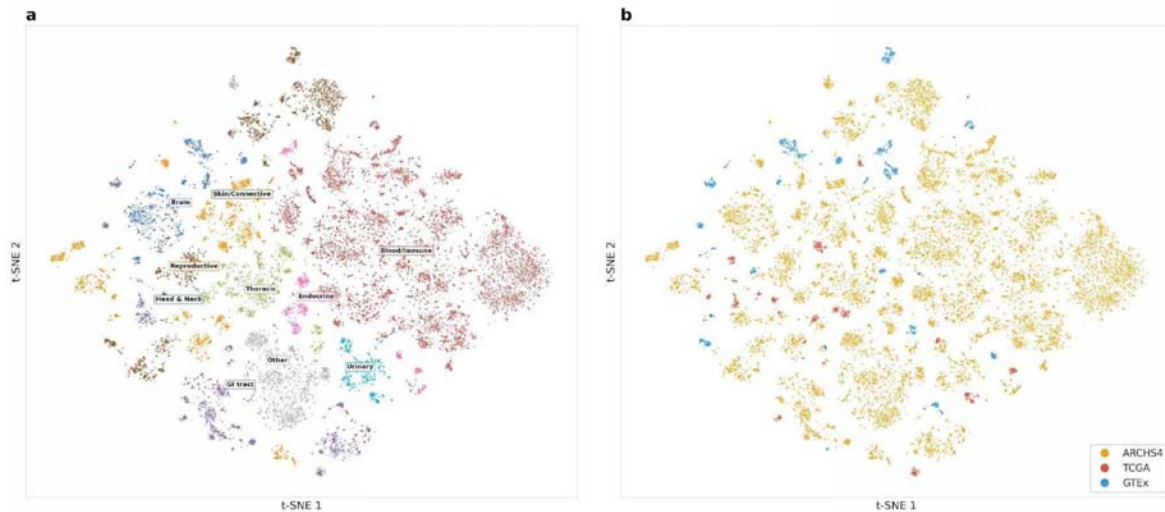 a
b
Skin/Connective
Brain
Blood/Immune
Reproductive
Thoracic
Head & Neck
Endocrine
Other
Urinary
GI tract
t-SNE 2
t-SNE 1
t-SNE 2
t-SNE 1
ARCHS4
TCGA
GTEx